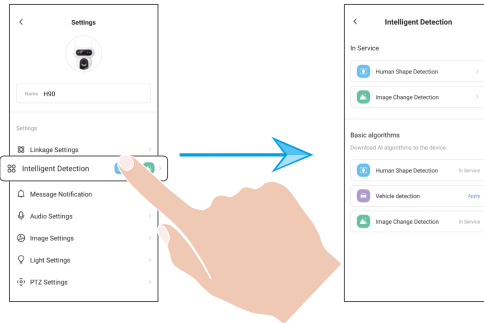 Settings
Name H90
Settings
Linkage Settings
Intelligent Detection
Message Notification
Audio Settings
Image Settings
Light Settings
PTZ Settings
Intelligent Detection
In Service
Human Shape Detection
Image Change Detection
Basic algorithms
Download AI algorithms to the device.
Human Shape Detection In Service
Vehicle detection Apply
Image Change Detection In Service